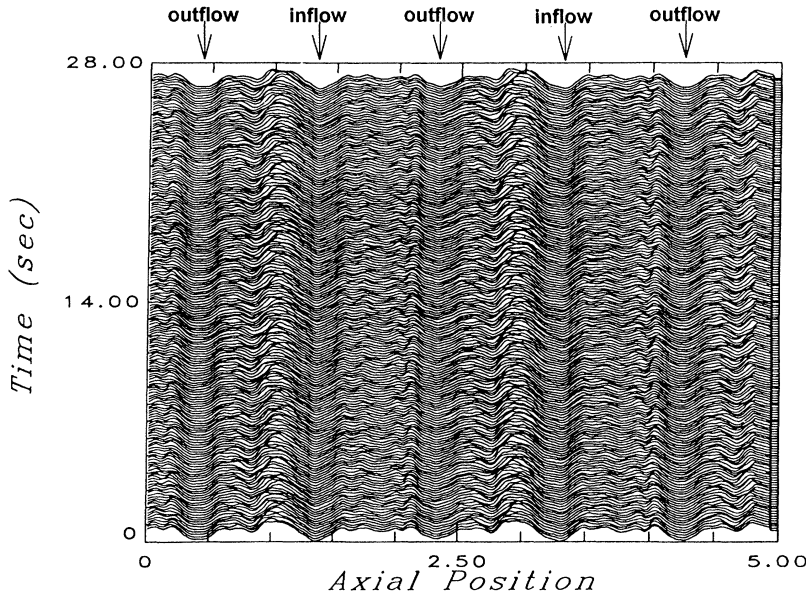 outflow inflow outflow inflow outflow
28.00
14.00
0
Time (sec)
0 2.50 5.00
Axial Position